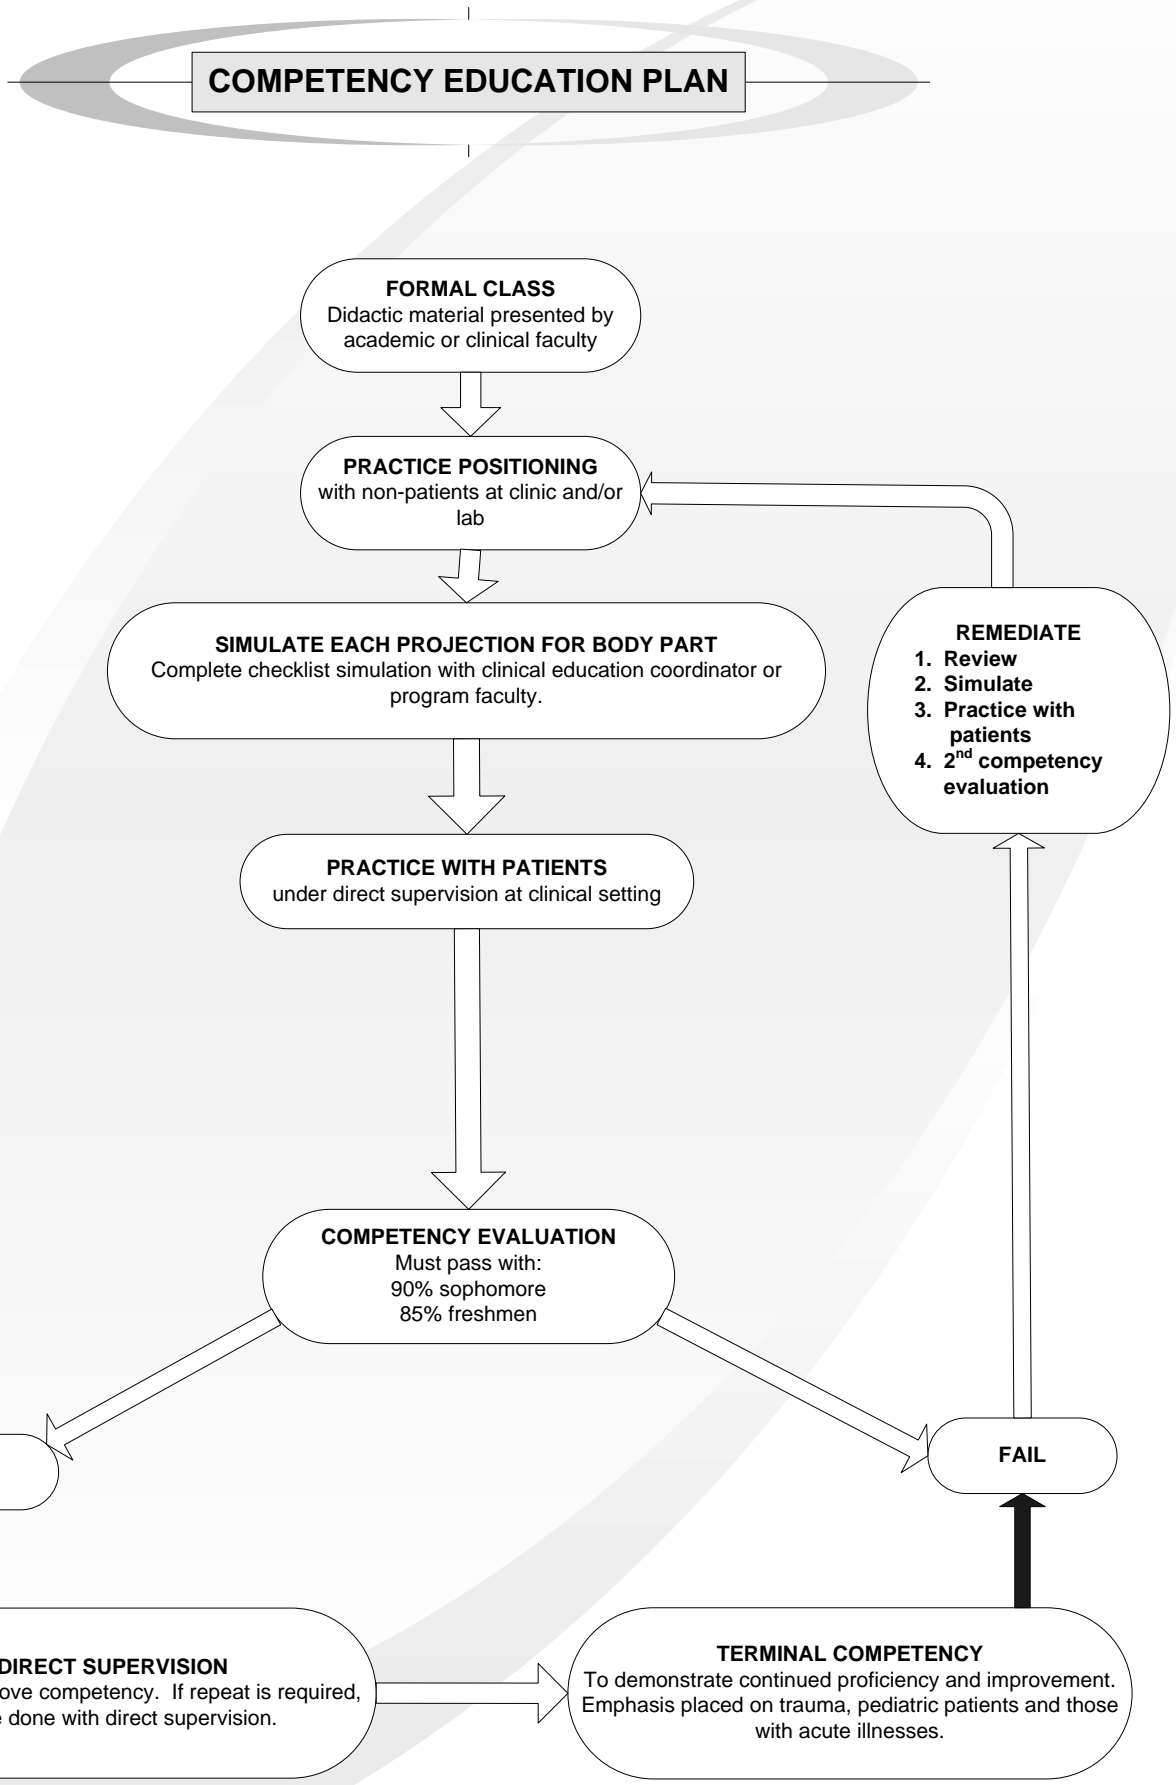 COMPETENCY EDUCATION PLAN
FORMAL CLASS
Didactic material presented by
academic or clinical faculty
PRACTICE POSITIONING
with non-patients at clinic and/or
lab
SIMULATE EACH PROJECTION FOR BODY PART
Complete checklist simulation with clinical education coordinator or
program faculty.
REMEDIATE
1. Review
2. Simulate
3. Practice with
patients
4. 2nd competency
evaluation
PRACTICE WITH PATIENTS
under direct supervision at clinical setting
COMPETENCY EVALUATION
Must pass with:
90% sophomore
85% freshmen
FAIL
DIRECT SUPERVISION
competency. If repeat is required,
done with direct supervision.
TERMINAL COMPETENCY
To demonstrate continued proficiency and improvement.
Emphasis placed on trauma, pediatric patients and those
with acute illnesses.